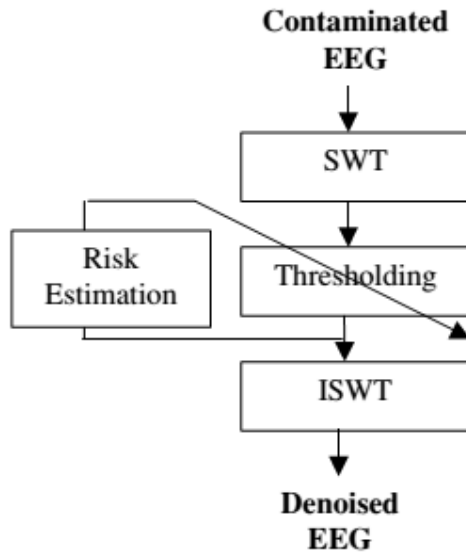 Contaminated
EEG
SWT
Risk
Estimation
Thresholding
ISWT
Denoised
EEG